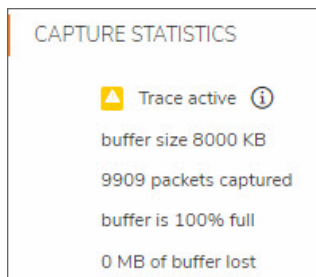 CAPTURE STATISTICS
Trace active
buffer size 8000 KB
9909 packets captured
buffer is 100% full
0 MB of buffer lost